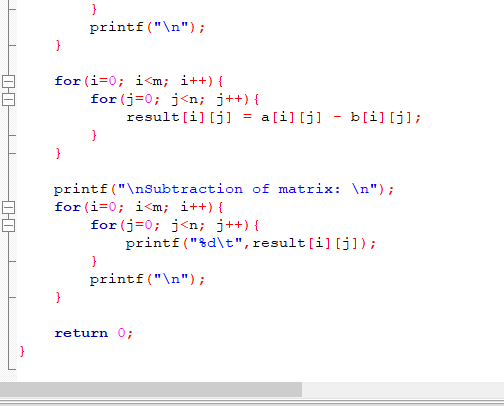 }
printf("\n");
}
for(i=0; i<m; i++){
for(j=0; j<n; j++){
result[i][j] = a[i][j] - b[i][j];
}
}
printf("\nSubtraction of matrix: \n");
for(i=0; i<m; i++){
for(j=0; j<n; j++){
printf("%d\t",result[i][j]);
}
printf("\n");
}
return 0;
}